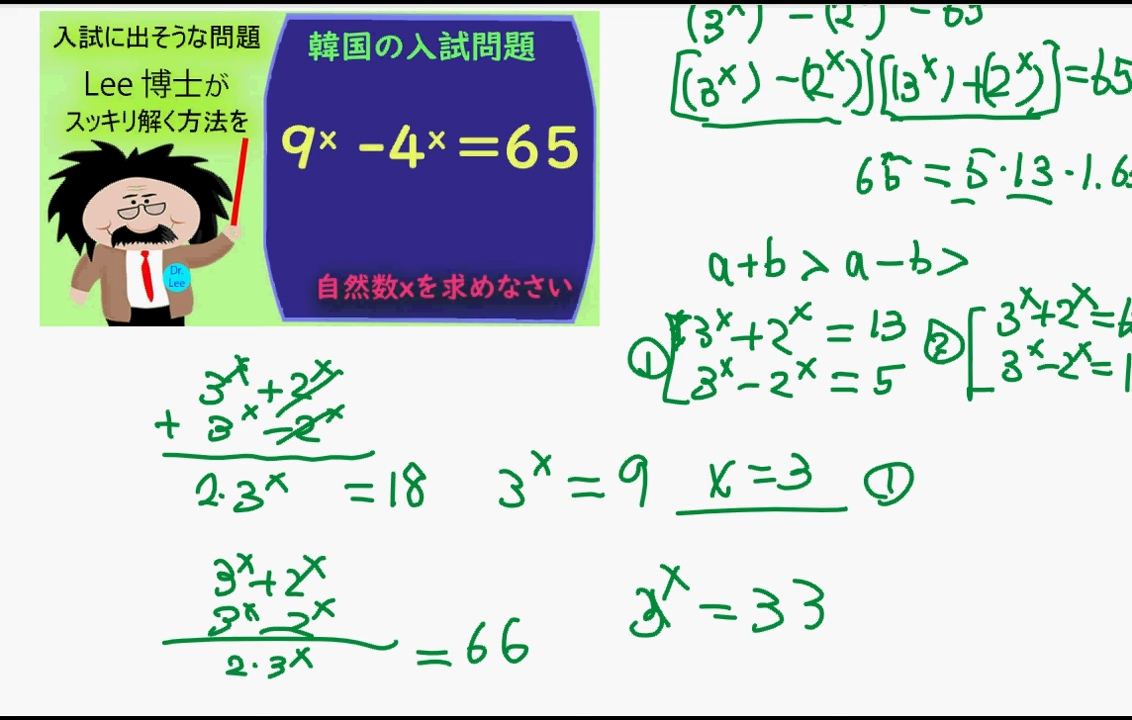 入試に出そうな問題
Lee 博士が
スッキリ解く方法を
Dr.
Lee
韓国の入試問題
9ˣ -4ˣ =65
自然数xを求めなさい
[(3ˣ) -(2ˣ)][(3ˣ)+(2ˣ)]=65
65 = 5·13·1.6
a+b > a-b >
① [3ˣ+2ˣ = 13
3ˣ-2ˣ = 5
② [3ˣ+2ˣ=6
3ˣ-2ˣ=1
3ˣ+2ˣ
+ 3ˣ-2ˣ
2·3ˣ =18 3ˣ = 9 x=3 ①
3ˣ+2ˣ
3ˣ-2ˣ
2·3ˣ =66
3ˣ =33